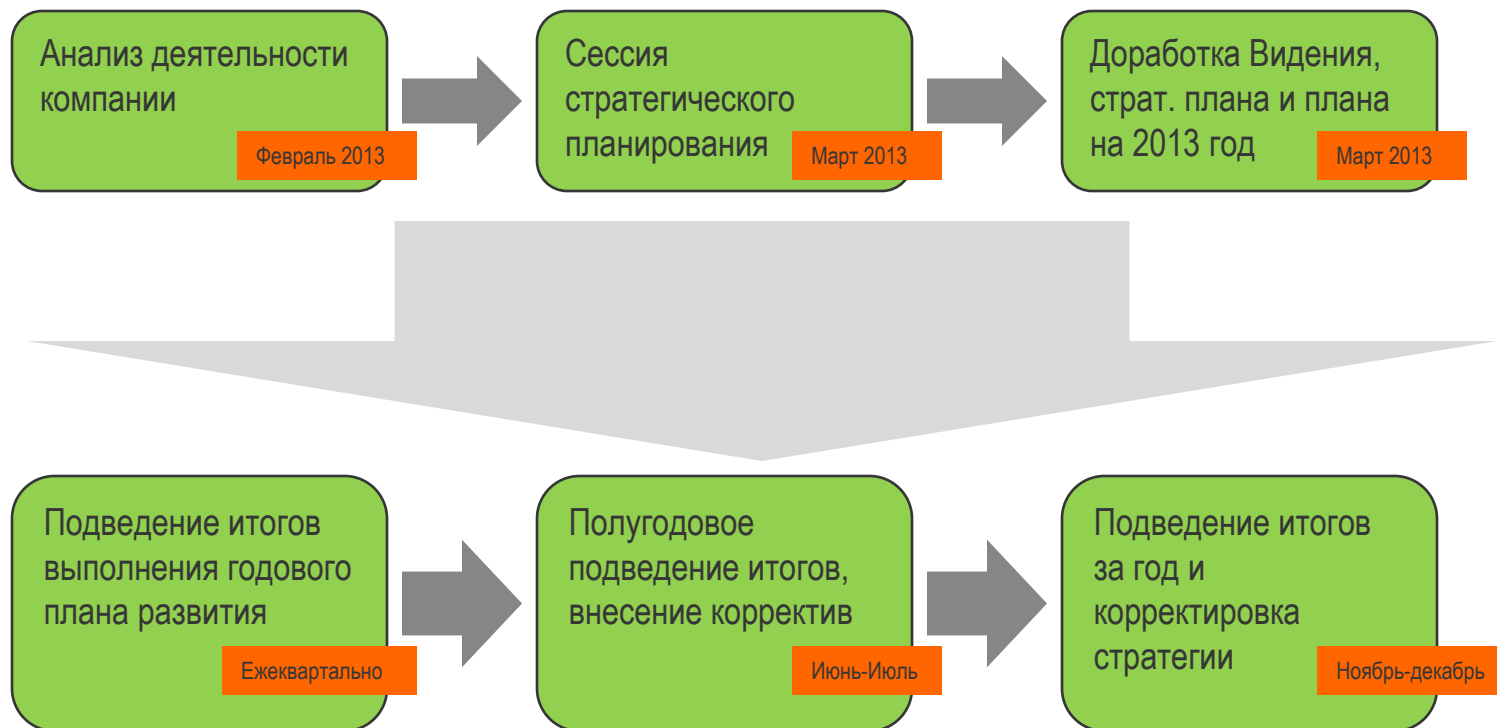 Анализ деятельности
компании
Февраль 2013
Сессия
стратегического
планирования
Март 2013
Доработка Видения,
страт. плана и плана
на 2013 год
Март 2013
Подведение итогов
выполнения годового
плана развития
Ежеквартально
Полугодовое
подведение итогов,
внесение корректив
Июнь-Июль
Подведение итогов
за год и
корректировка
стратегии
Ноябрь-декабрь